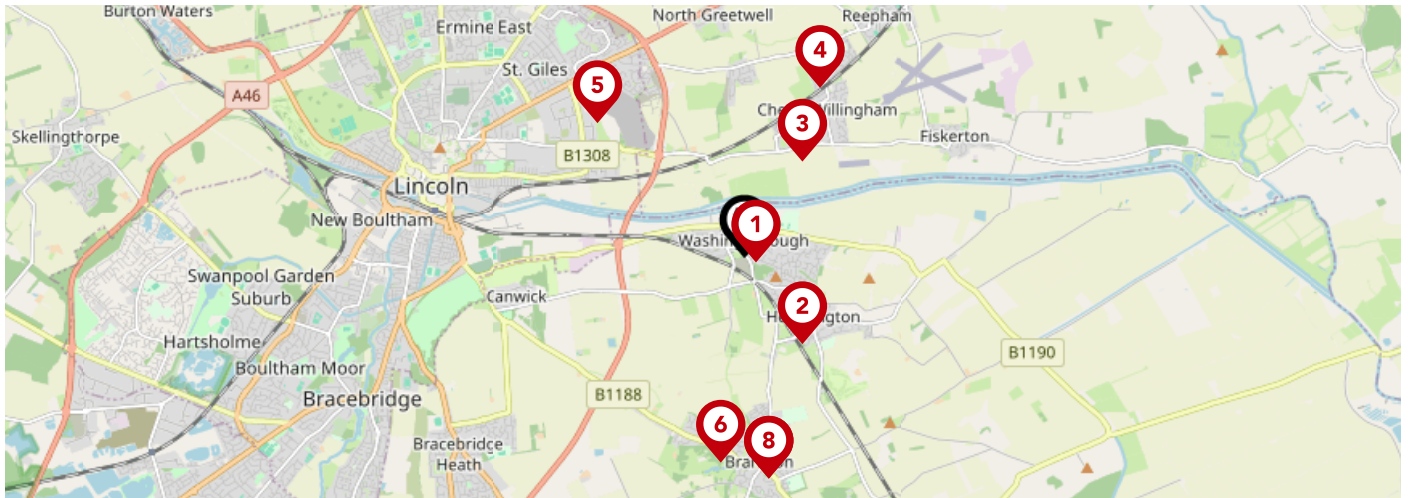 Burton Waters
North Greetwell
Reepham
Ermine East
4
St. Giles
5
A46
Skellingthorpe
3
Fiskerton
B1308
Lincoln
New Boultham
1
Swanpool Garden
Suburb
Canwick
2
Hartsholme
B1190
Boultham Moor
B1188
Bracebridge
6
8
Bracebridge
Heath